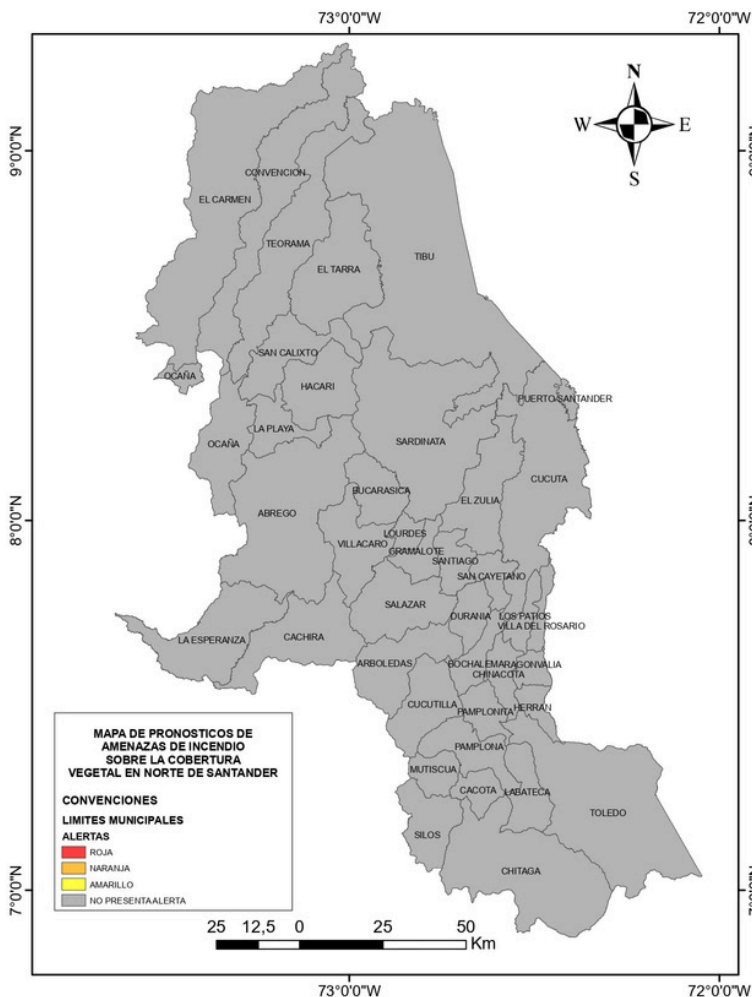 73°0'0"W 72°0'0"W
N
W E
S
9°0'0"N
CONVENCION
EL CARMEN
TEORAMA
TIBU
EL TARRA
SAN CALIXTO
OCAÑA
HACARI
PUERTO SANTANDER
LA PLAYA
OCAÑA
SARDINATA
CUCUTA
BUCARASICA
EL ZULIA
ABREGO
8°0'0"N
LOURDES
VILLACARO
GRAMALOTE
SANTIAGO
SAN CAYETANO
SALAZAR
DURANIA
LOS PATIOS
VILLA DEL ROSARIO
LA ESPERANZA
CACHIRA
ARBOLEDAS
BOCHALEMA
RAGONVALIA
CHINACOTA
CUCUTILLA
PAMPLONITA
HERRAN
PAMPLONA
MUTISCUA
CACOTA
LABATECA
TOLEDO
SILOS
CHITAGA
MAPA DE PRONOSTICOS DE
AMENAZAS DE INCENDIO
SOBRE LA COBERTURA
VEGETAL EN NORTE DE SANTANDER
CONVENCIONES
LIMITES MUNICIPALES
ALERTAS
ROJA
NARANJA
AMARILLO
NO PRESENTA ALERTA
7°0'0"N
25 12,5 0 25 50
Km
73°0'0"W 72°0'0"W